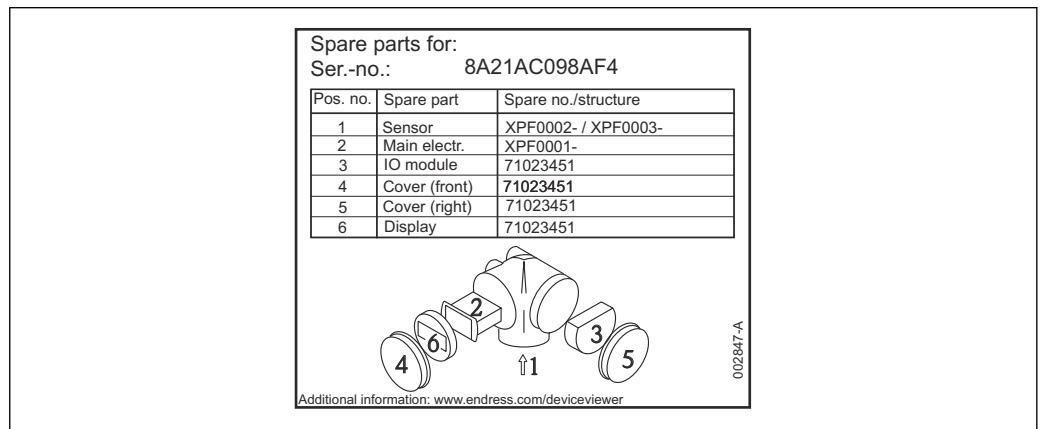 Spare parts for:
Ser.-no.: 8A21AC098AF4
Pos. no. Spare part Spare no./structure
1 Sensor XPF0002- / XPF0003-
2 Main electr. XPF0001-
3 IO module 71023451
4 Cover (front) 71023451
5 Cover (right) 71023451
6 Display 71023451
2
6
4
1
3
5
002847-A
Additional information: www.endress.com/deviceviewer